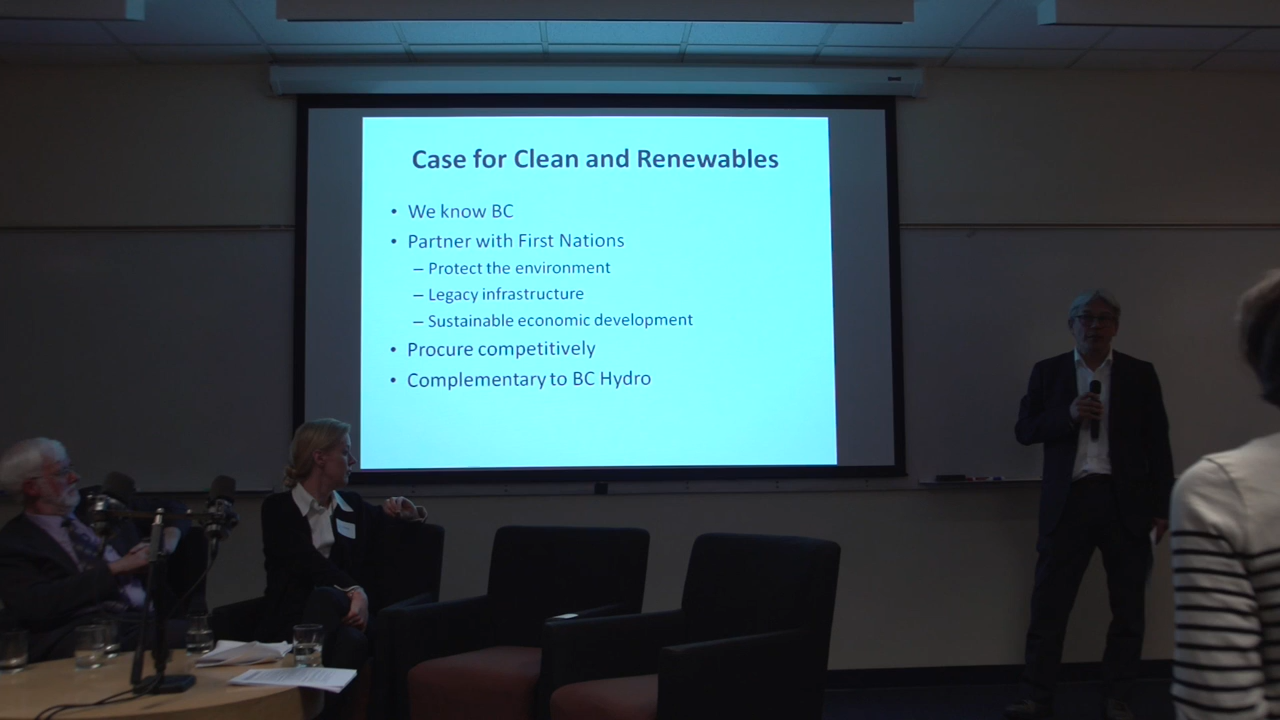 Case for Clean and Renewables
• We know BC
• Partner with First Nations
– Protect the environment
– Legacy infrastructure
– Sustainable economic development
• Procure competitively
• Complementary to BC Hydro